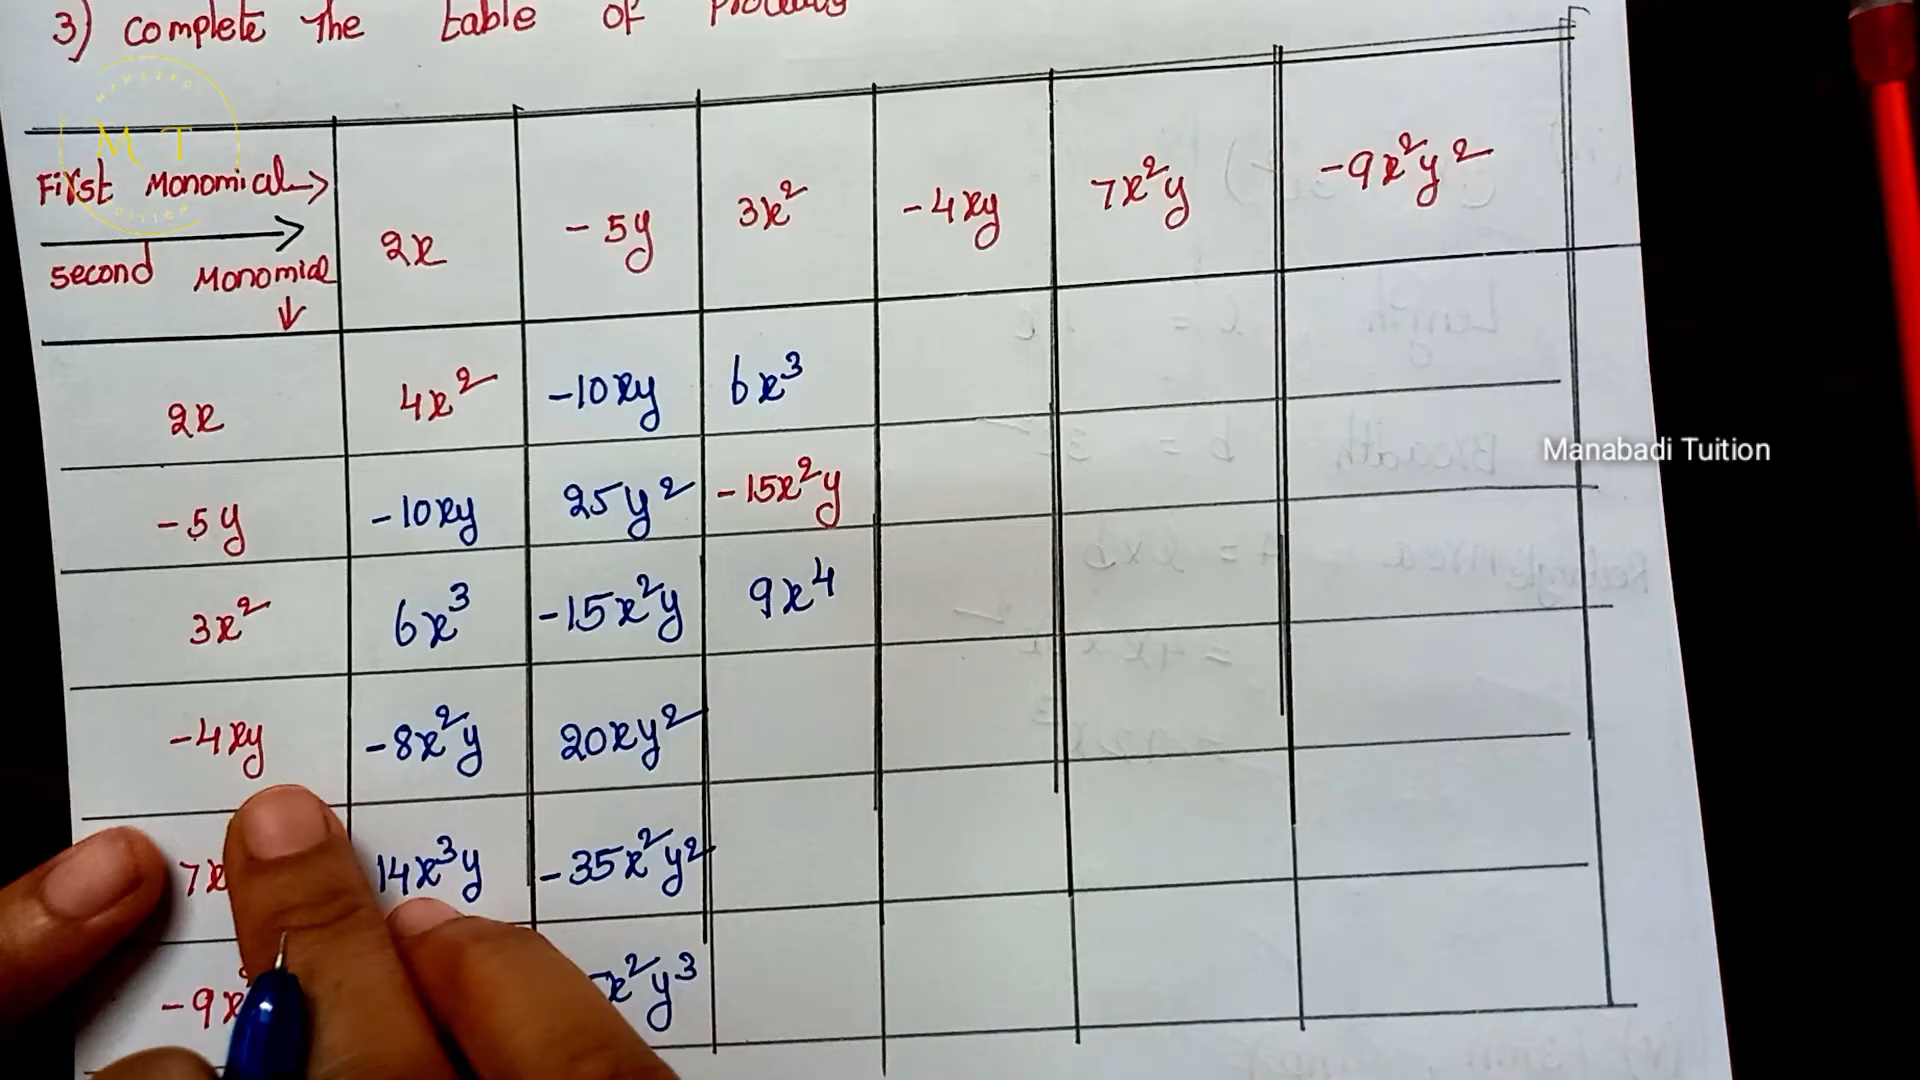 3) complete the table of
M T
First Monomial →
second Monomial ↓
2x -5y 3x² -4xy 7x²y -9x²y²
2x 4x² -10xy 6x³
-5y -10xy 25y² -15x²y
3x² 6x³ -15x²y 9x⁴
-4xy -8x²y 20xy²
14x³y -35x²y²
x²y³
Manabadi Tuition